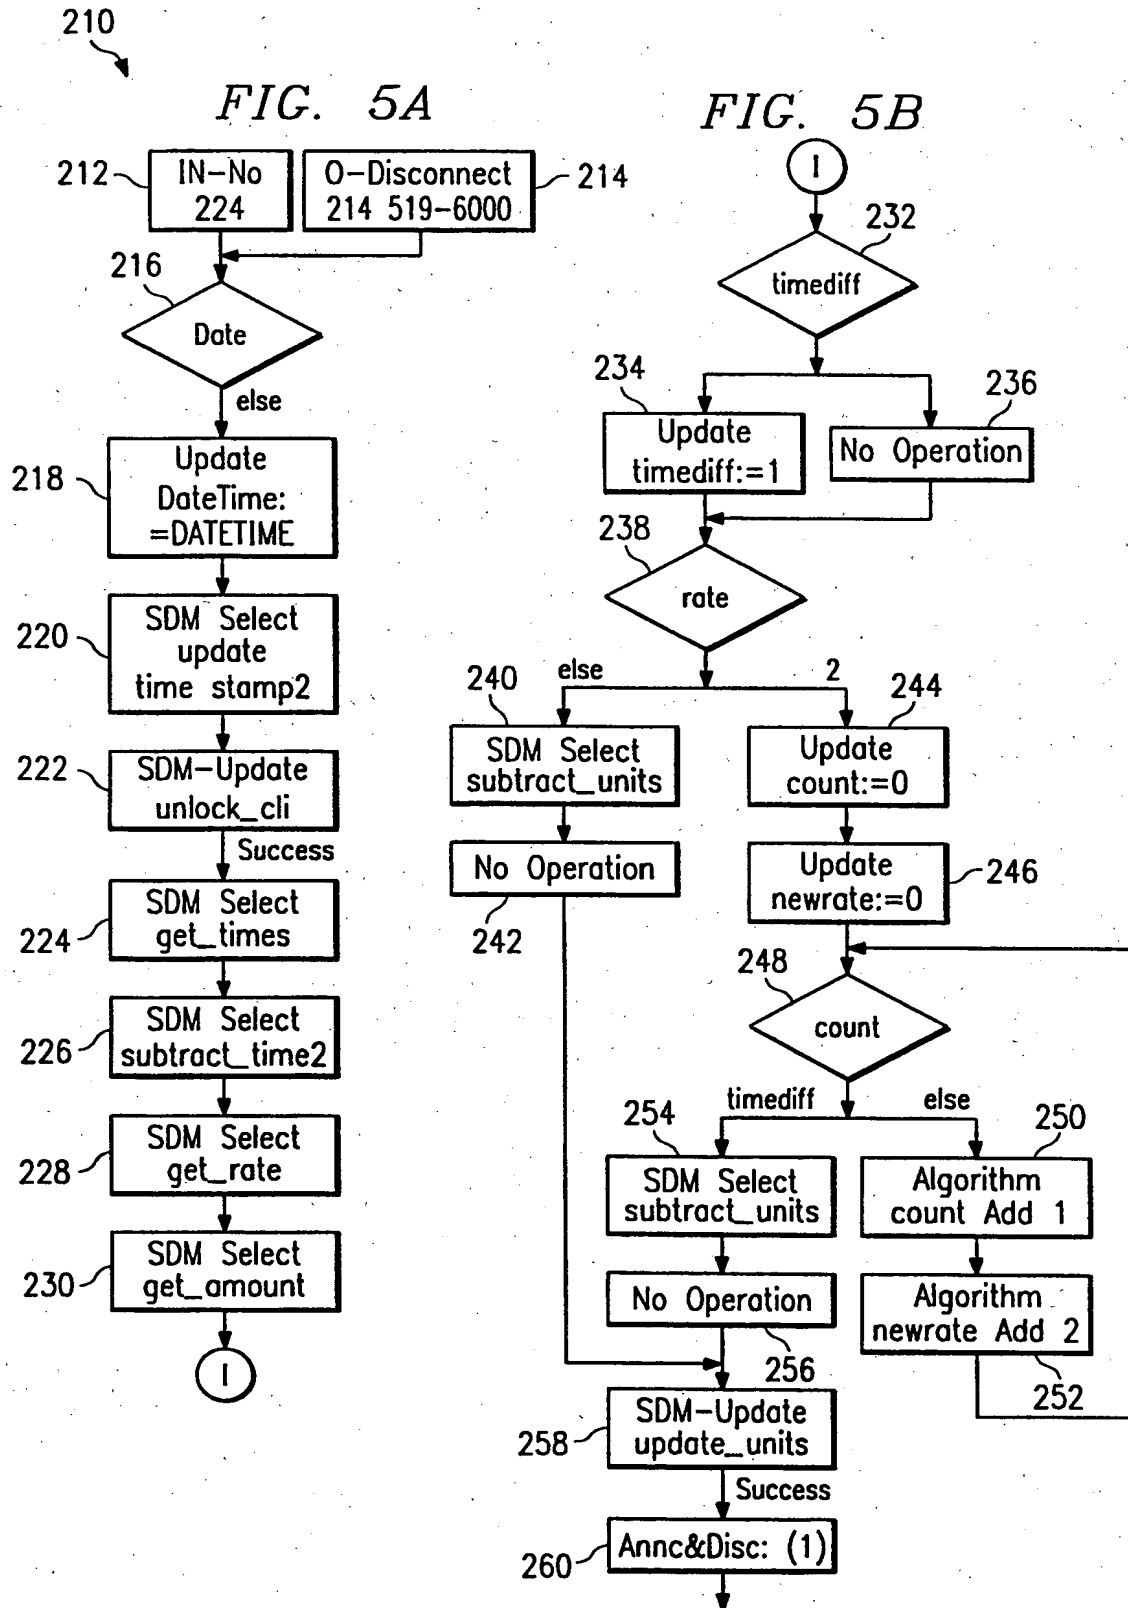 210
FIG. 5A
212
IN-No
224
O-Disconnect
214 519-6000
214
216
Date
else
218
Update
DateTime:
=DATETIME
220
SDM Select
update
time stamp2
222
SDM-Update
unlock_cli
Success
224
SDM Select
get_times
226
SDM Select
subtract_time2
228
SDM Select
get_rate
230
SDM Select
get_amount
I
FIG. 5B
I
232
timediff
234
Update
timediff:=1
236
No Operation
238
rate
else
2
240
SDM Select
subtract_units
No Operation
242
244
Update
count:=0
Update
newrate:=0
246
248
count
timediff
else
254
SDM Select
subtract_units
No Operation
256
250
Algorithm
count Add 1
Algorithm
newrate Add 2
252
258
SDM-Update
update_units
Success
260
Annc&Disc: (1)